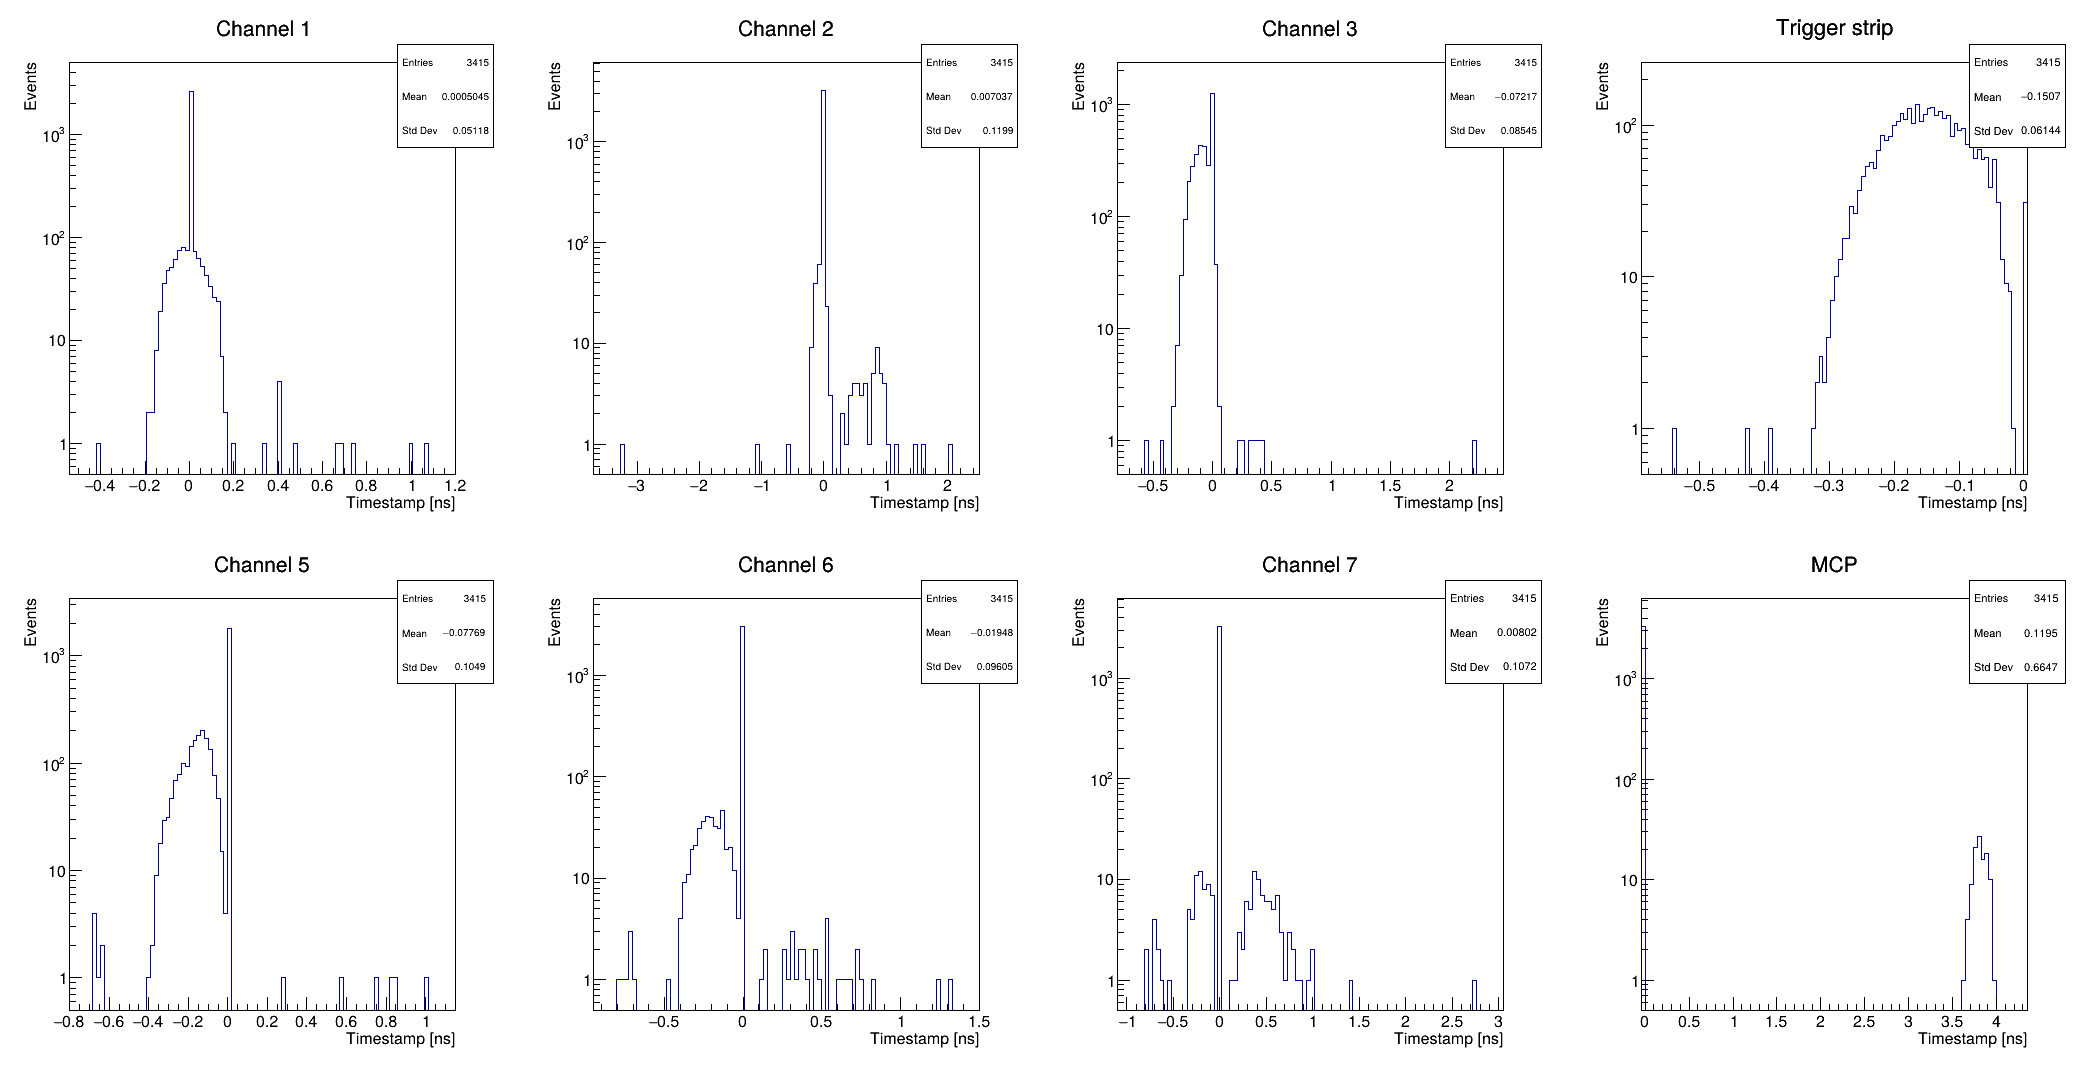 Channel 1
Events
Entries 3415
Mean 0.0005045
Std Dev 0.05118
10³
10²
10
1
−0.4 −0.2 0 0.2 0.4 0.6 0.8 1 1.2
Timestamp [ns]
Channel 2
Events
Entries 3415
Mean 0.007037
Std Dev 0.1199
10³
10²
10
1
−3 −2 −1 0 1 2
Timestamp [ns]
Channel 3
Events
Entries 3415
Mean −0.07217
Std Dev 0.08545
10³
10²
10
1
−0.5 0 0.5 1 1.5 2
Timestamp [ns]
Trigger strip
Events
Entries 3415
Mean −0.1507
Std Dev 0.06144
10²
10
1
−0.5 −0.4 −0.3 −0.2 −0.1 0
Timestamp [ns]
Channel 5
Events
Entries 3415
Mean −0.07769
Std Dev 0.1049
10³
10²
10
1
−0.8 −0.6 −0.4 −0.2 0 0.2 0.4 0.6 0.8 1
Timestamp [ns]
Channel 6
Events
Entries 3415
Mean −0.01948
Std Dev 0.09605
10³
10²
10
1
−0.5 0 0.5 1 1.5
Timestamp [ns]
Channel 7
Events
Entries 3415
Mean 0.00802
Std Dev 0.1072
10³
10²
10
1
−1 −0.5 0 0.5 1 1.5 2 2.5 3
Timestamp [ns]
MCP
Events
Entries 3415
Mean 0.1195
Std Dev 0.6647
10³
10²
10
1
0 0.5 1 1.5 2 2.5 3 3.5 4
Timestamp [ns]